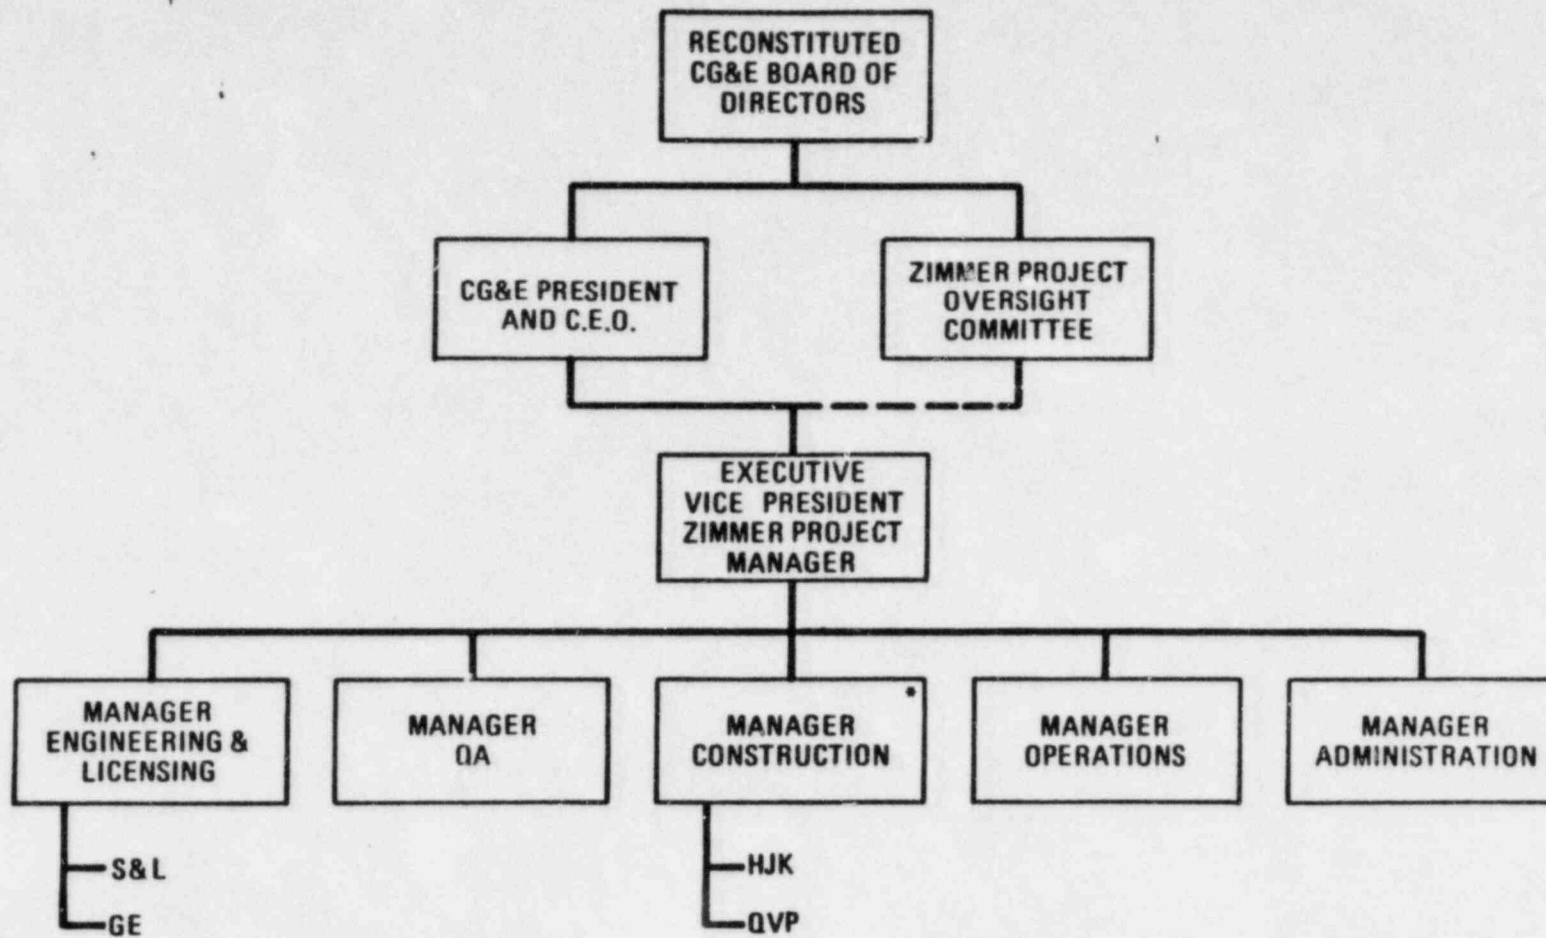 RECONSTITUTED
CG&E BOARD OF
DIRECTORS
CG&E PRESIDENT
AND C.E.O.
ZIMMER PROJECT
OVERSIGHT
COMMITTEE
EXECUTIVE
VICE PRESIDENT
ZIMMER PROJECT
MANAGER
MANAGER
ENGINEERING &
LICENSING
MANAGER
QA
*
MANAGER
CONSTRUCTION
MANAGER
OPERATIONS
MANAGER
ADMINISTRATION
S&L
GE
HJK
QVP